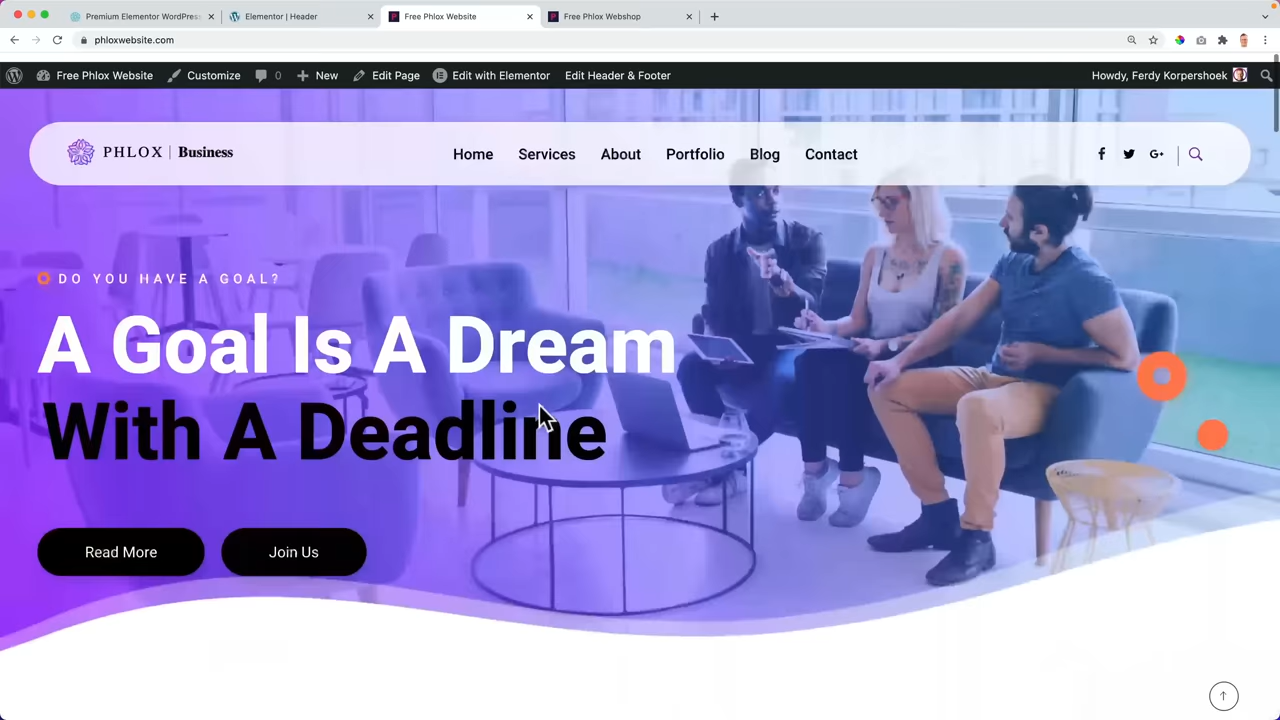 Premium Elementor WordPress
Elementor | Header
Free Phlox Website
Free Phlox Webshop
phloxwebsite.com
Free Phlox Website
Customize
0
New
Edit Page
Edit with Elementor
Edit Header & Footer
Howdy, Ferdy Korpershoek
PHLOX | Business
Home
Services
About
Portfolio
Blog
Contact
DO YOU HAVE A GOAL?
A Goal Is A Dream
With A Deadline
Read More
Join Us